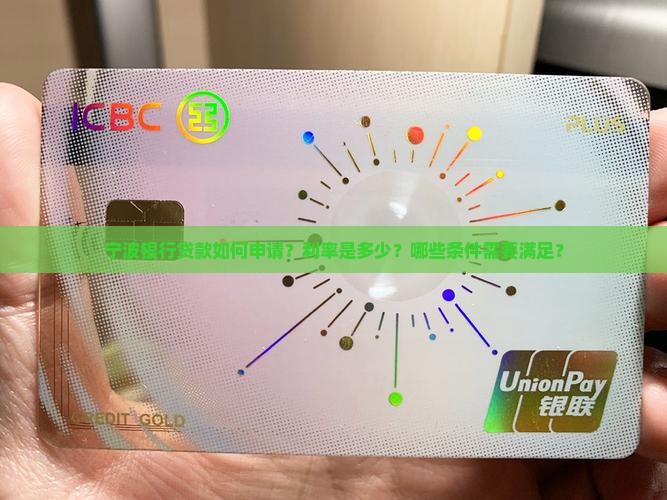 ICBC
PLUS
宁波银行贷款如何申请？利率是多少？哪些条件需要满足？
UnionPay
银联
CREDIT GOLD